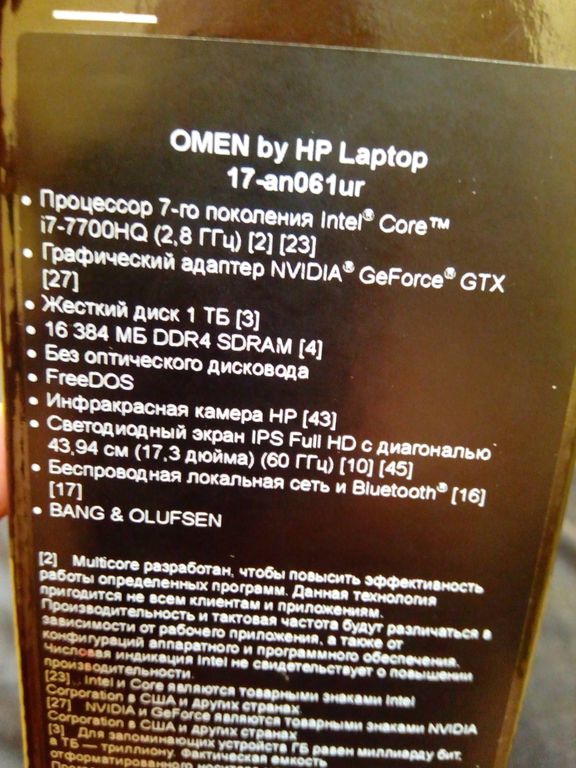 OMEN by HP Laptop
17-an061ur
• Процессор 7-го поколения Intel® Core™
i7-7700HQ (2,8 ГГц) [2] [23]
• Графический адаптер NVIDIA® GeForce® GTX
[27]
• Жесткий диск 1 ТБ [3]
• 16 384 МБ DDR4 SDRAM [4]
• Без оптического дисковода
• FreeDOS
• Инфракрасная камера HP [43]
• Светодиодный экран IPS Full HD с диагональю
43,94 см (17,3 дюйма) (60 ГГц) [10] [45]
• Беспроводная локальная сеть и Bluetooth® [16]
[17]
• BANG & OLUFSEN
[2] Multicore разработан, чтобы повысить эффективность
работы определенных программ. Данная технология
пригодится не всем клиентам и приложениям.
Производительность и тактовая частота будут различаться в
зависимости от рабочего приложения, а также от
конфигураций аппаратного и программного обеспечения.
Числовая индикация Intel не свидетельствует о повышении
производительности.
[23] Intel и Core являются товарными знаками Intel
Corporation в США и других странах.
[27] NVIDIA и GeForce являются товарными знаками NVIDIA
Corporation в США и других странах.
[3] Для запоминающих устройств ГБ равен миллиарду бит,
а ТБ — триллиону. Фактическая емкость
отформатированного